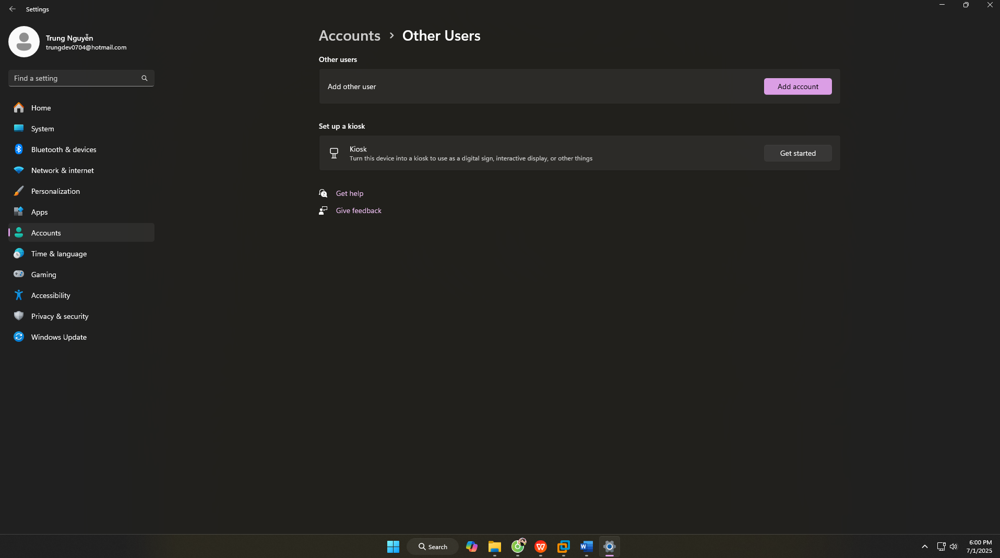 Settings
Trung Nguyễn
trungdev0704@hotmail.com
Find a setting
Home
System
Bluetooth & devices
Network & internet
Personalization
Apps
Accounts
Time & language
Gaming
Accessibility
Privacy & security
Windows Update
Accounts > Other Users
Other users
Add other user
Add account
Set up a kiosk
Kiosk
Turn this device into a kiosk to use as a digital sign, interactive display, or other things
Get started
Get help
Give feedback
Search
6:00 PM
7/1/2025